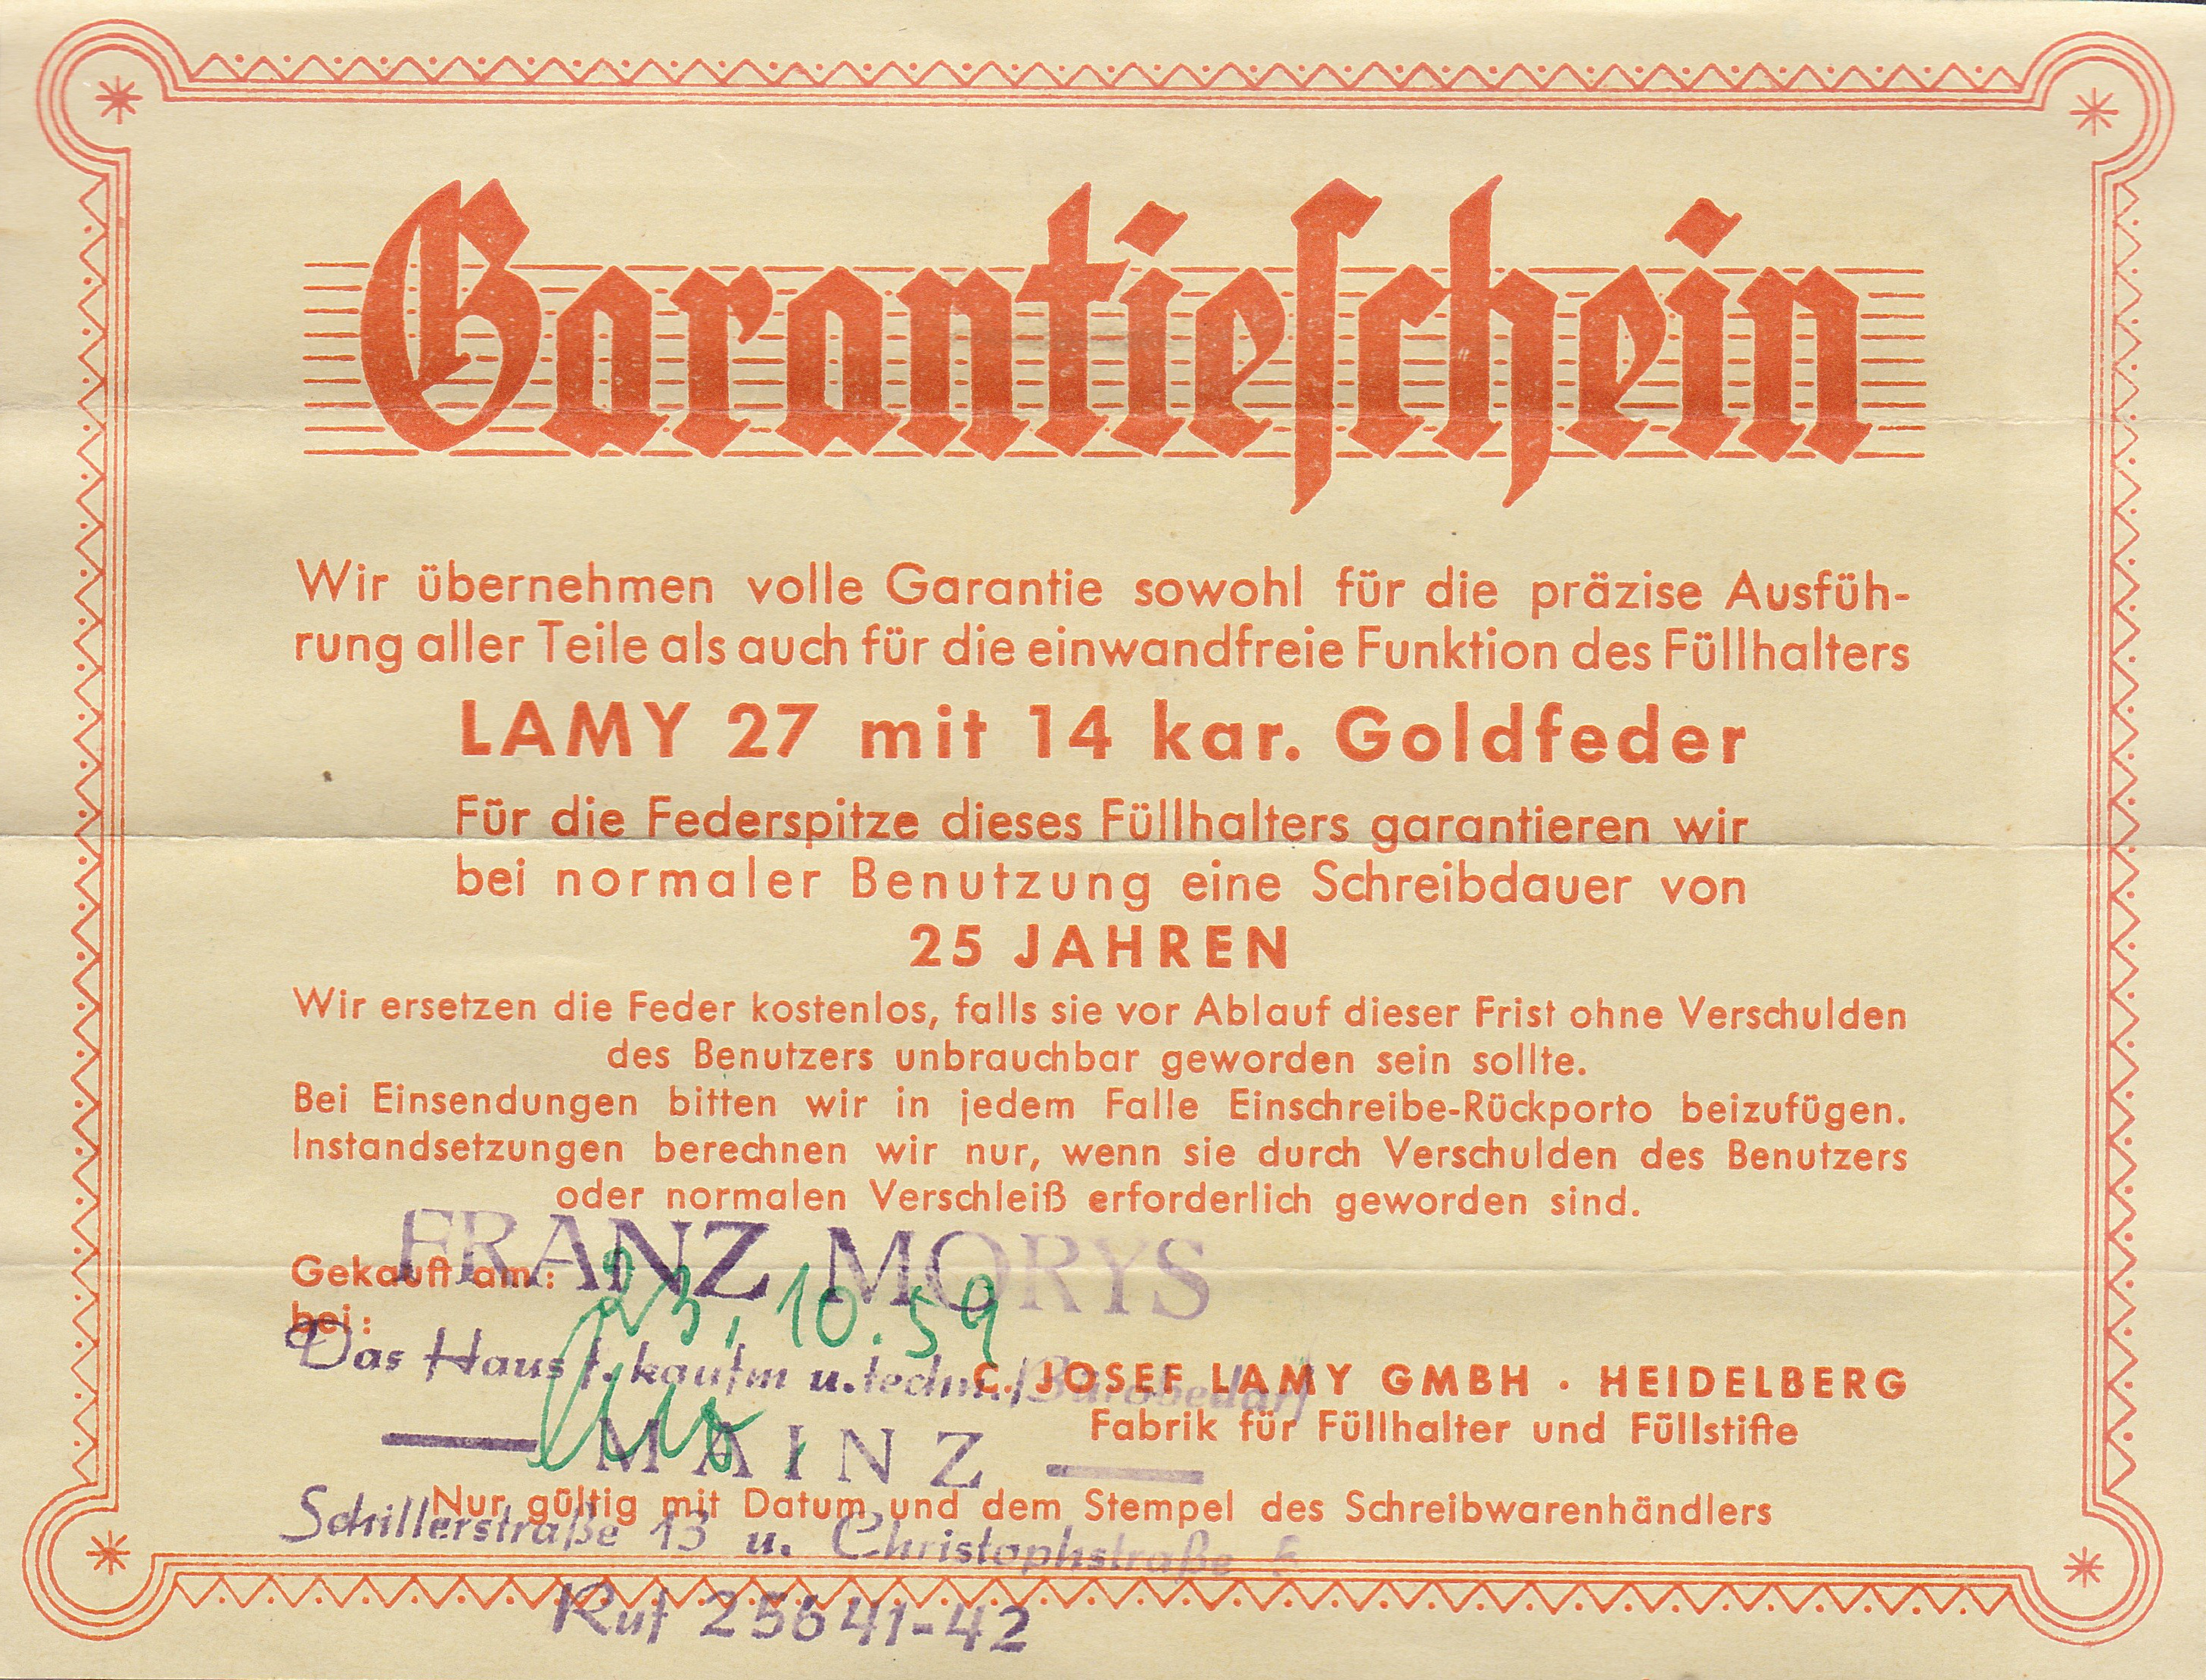 Garantieschein
Wir übernehmen volle Garantie sowohl für die präzise Ausfüh-
rung aller Teile als auch für die einwandfreie Funktion des Füllhalters
LAMY 27 mit 14 kar. Goldfeder
Für die Federspitze dieses Füllhalters garantieren wir
bei normaler Benutzung eine Schreibdauer von
25 JAHREN
Wir ersetzen die Feder kostenlos, falls sie vor Ablauf dieser Frist ohne Verschulden
des Benutzers unbrauchbar geworden sein sollte.
Bei Einsendungen bitten wir in jedem Falle Einschreibe-Rückporto beizufügen.
Instandsetzungen berechnen wir nur, wenn sie durch Verschulden des Benutzers
oder normalen Verschleiß erforderlich geworden sind.
FRANZ MORYS
Gekauft am:
23.10.59
bei:
Das Haus f. kaufm u. techn. Bürobedarf
C. JOSEF LAMY GMBH · HEIDELBERG
Fabrik für Füllhalter und Füllstifte
MAINZ
Nur gültig mit Datum und dem Stempel des Schreibwarenhändlers
Schillerstraße 13 u. Christophstraße
Ruf 25641-42